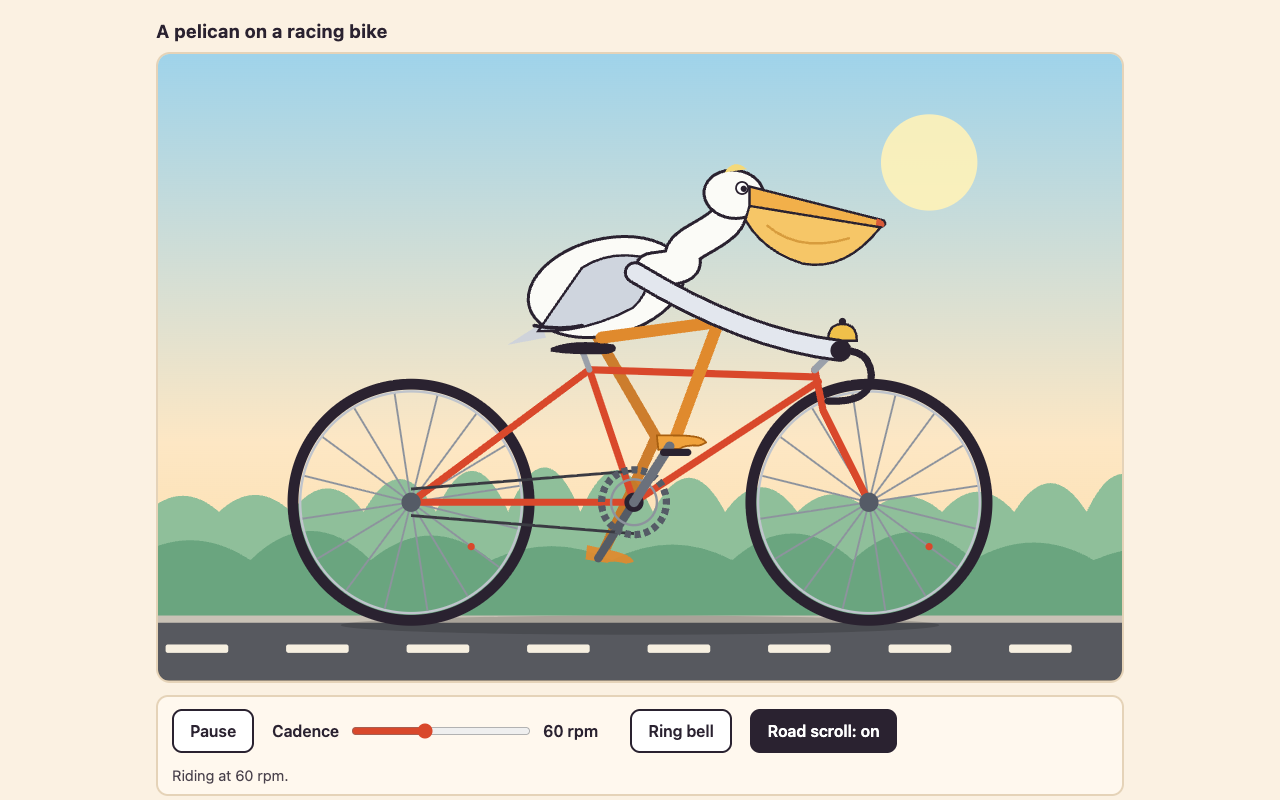 A pelican on a racing bike
Pause
Cadence
60 rpm
Ring bell
Road scroll: on
Riding at 60 rpm.